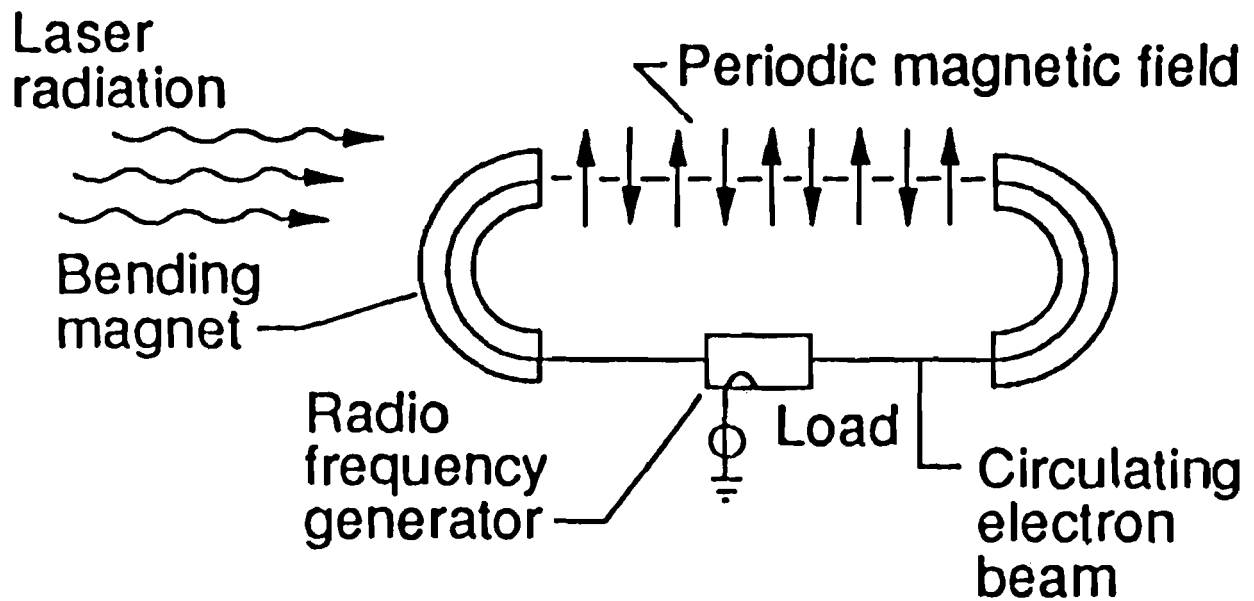 Laser
radiation
Periodic magnetic field
Bending
magnet
Radio
frequency
generator
Load
Circulating
electron
beam